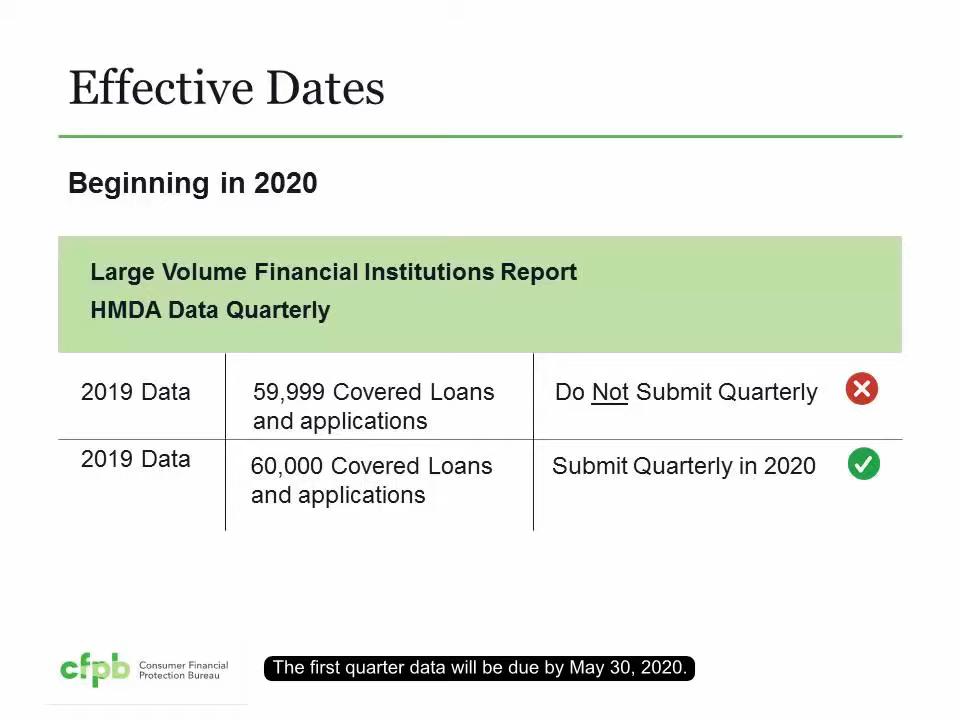 Effective Dates
Beginning in 2020
Large Volume Financial Institutions Report
HMDA Data Quarterly
2019 Data
59,999 Covered Loans
and applications
Do Not Submit Quarterly
2019 Data
60,000 Covered Loans
and applications
Submit Quarterly in 2020
cfpb
Consumer Financial
Protection Bureau
The first quarter data will be due by May 30, 2020.